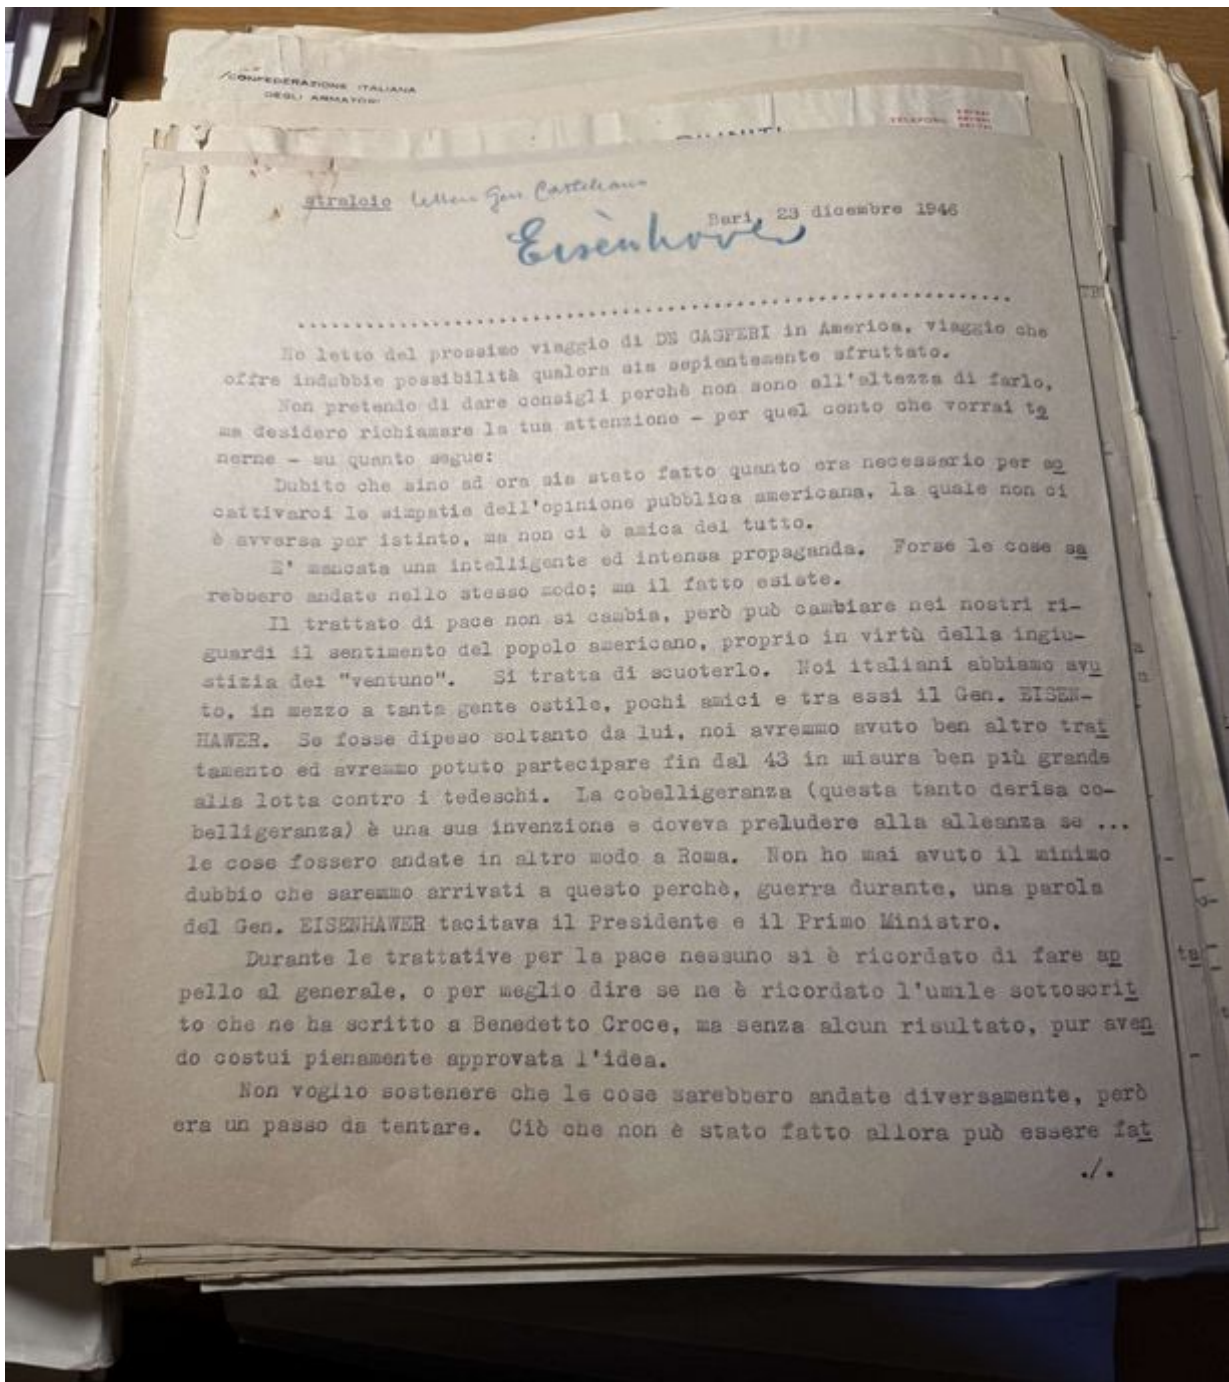 CONFEDERAZIONE ITALIANA
DEGLI ARMATORI
TELEFONO
stralcio lettera Gen Castellano
Bari, 23 dicembre 1946
Eisènhover
Ho letto del prossimo viaggio di DE GASPERI in America, viaggio che
offre indubbie possibilità qualora sia sapientemente sfruttato.
Non pretendo di dare consigli perchè non sono all'altezza di farlo,
ma desidero richiamare la tua attenzione - per quel conto che vorrai te
nerne - su quanto segue:
Dubito che sino ad ora sia stato fatto quanto era necessario per ac
cattivarci le simpatie dell'opinione pubblica americana, la quale non ci
è avversa per istinto, ma non ci è amica del tutto.
E' mancata una intelligente ed intensa propaganda. Forse le cose sa
rebbero andate nello stesso modo; ma il fatto esiste.
Il trattato di pace non si cambia, però può cambiare nei nostri ri-
guardi il sentimento del popolo americano, proprio in virtù della ingiu-
stizia dei "ventuno". Si tratta di scuoterlo. Noi italiani abbiamo avu
to, in mezzo a tanta gente ostile, pochi amici e tra essi il Gen. EISEN-
HAWER. Se fosse dipeso soltanto da lui, noi avremmo avuto ben altro trat
tamento ed avremmo potuto partecipare fin dal 43 in misura ben più grande
alla lotta contro i tedeschi. La cobelligeranza (questa tanto derisa co-
belligeranza) è una sua invenzione e doveva preludere alla alleanza se ...
le cose fossero andate in altro modo a Roma. Non ho mai avuto il minimo
dubbio che saremmo arrivati a questo perchè, guerra durante, una parola
del Gen. EISENHAWER tacitava il Presidente e il Primo Ministro.
Durante le trattative per la pace nessuno si è ricordato di fare ap
pello al generale, o per meglio dire se ne è ricordato l'umile sottoscrit
to che ne ha scritto a Benedetto Croce, ma senza alcun risultato, pur aven
do costui pienamente approvata l'idea.
Non voglio sostenere che le cose sarebbero andate diversamente, però
era un passo da tentare. Ciò che non è stato fatto allora può essere fat
./.